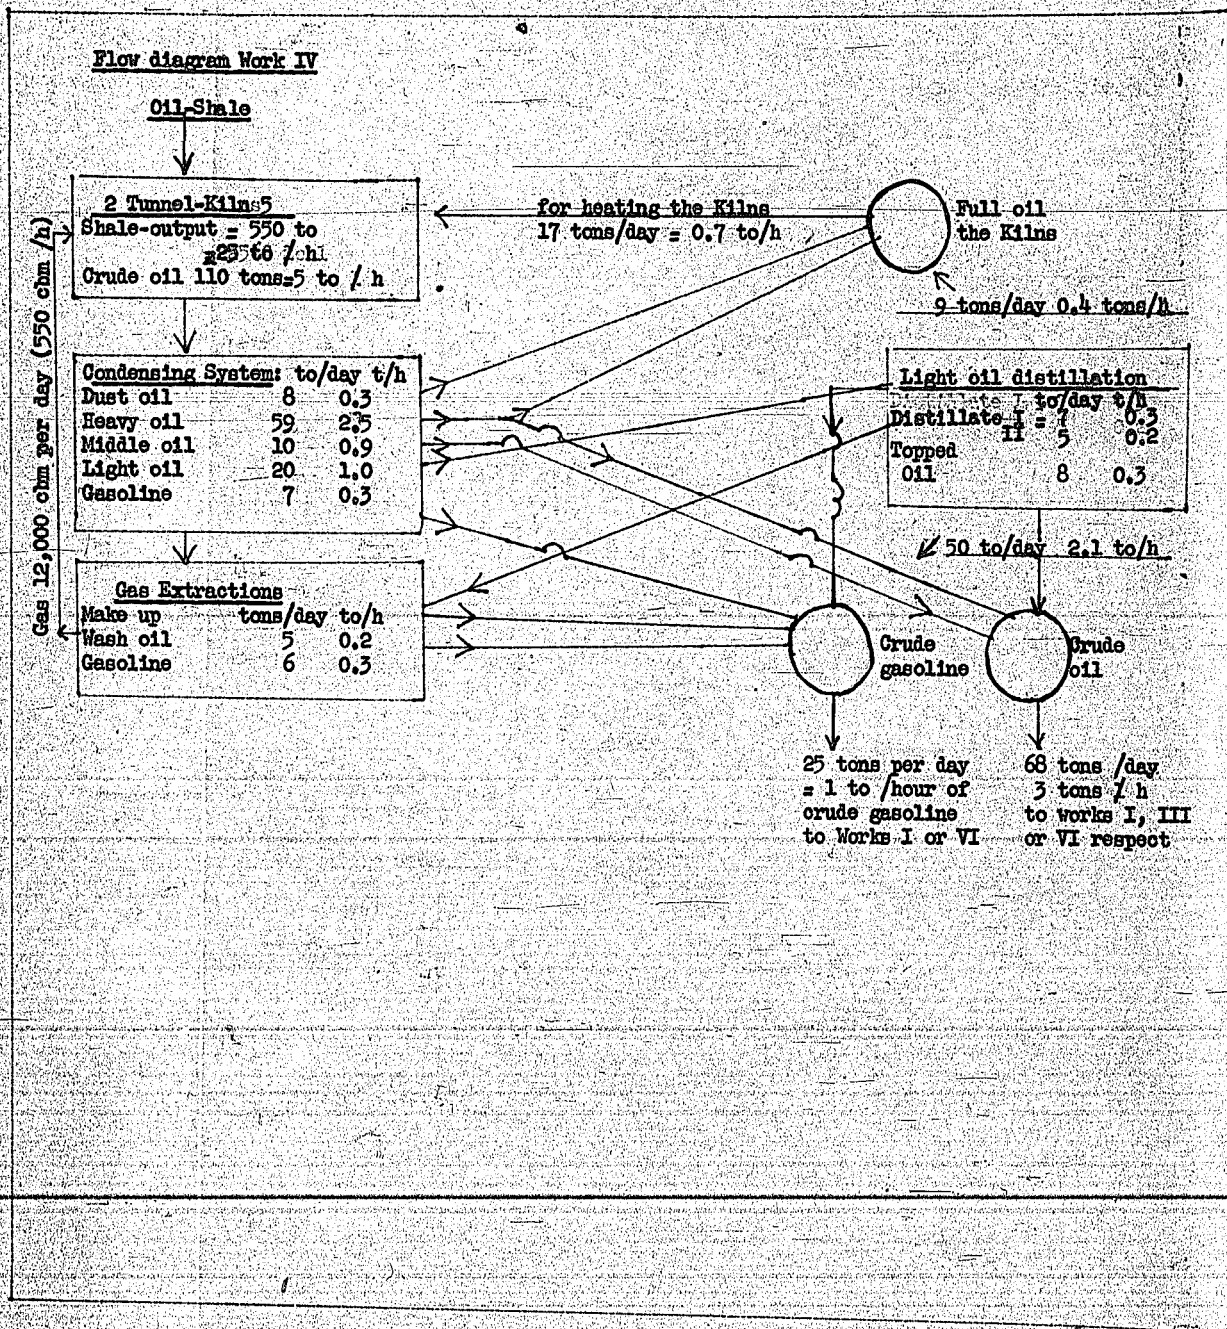 Flow diagram Work IV
Oil-Shale
2 Tunnel-Kilns
Shale-output = 550 to
Crude oil 110 tons=5 to / h
for heating the Kilns
17 tons/day = 0.7 to/h
Full oil
the Kilns
9 tons/day 0.4 tons/h
Gas 12,000 cbm per day (550 cbm /h)
Condensing System: to/day t/h
Dust oil 8 0.3
Heavy oil 59 2.5
Middle oil 10 0.9
Light oil 20 1.0
Gasoline 7 0.3
Light oil distillation
to/day t/h
Distillate I = 7 0.3
II 5 0.2
Topped
Oil 8 0.3
50 to/day 2.1 to/h
Gas Extractions
Make up tons/day to/h
Wash oil 5 0.2
Gasoline 6 0.3
Crude
gasoline
Crude
oil
25 tons per day
= 1 to /hour of
crude gasoline
to Works I or VI
68 tons /day
3 tons / h
to works I, III
or VI respect